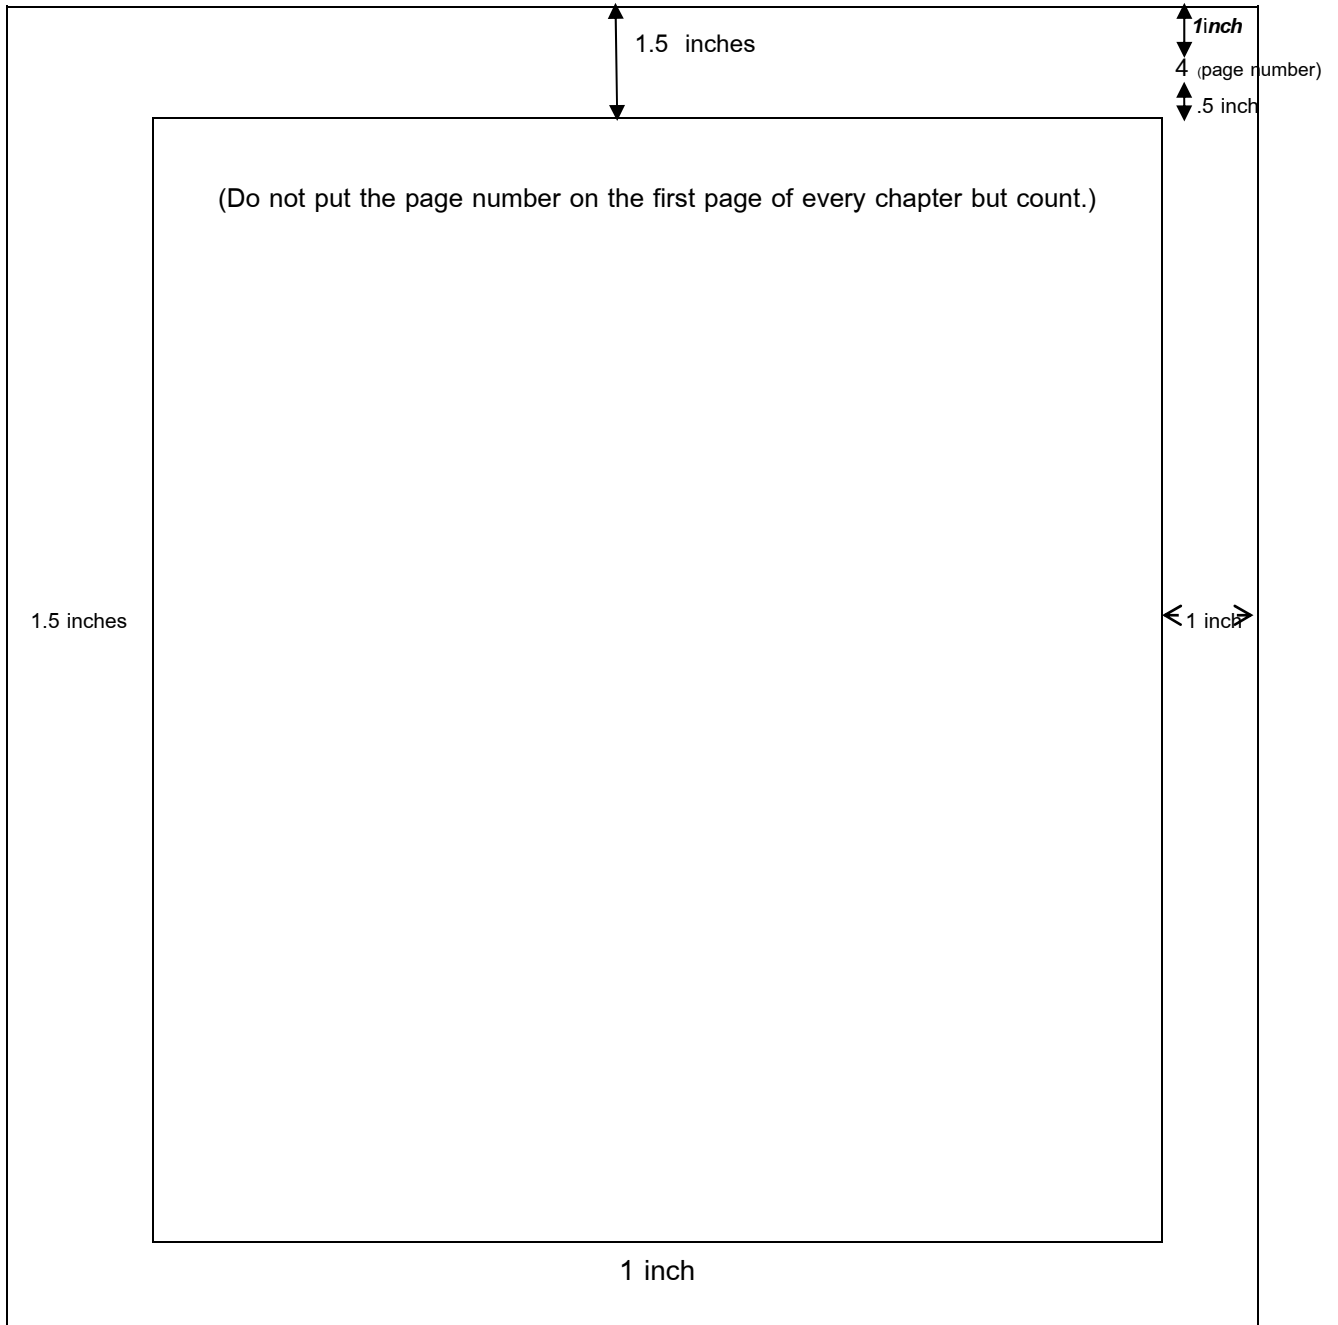 1inch
1.5 inches
4 (page number)
.5 inch
(Do not put the page number on the first page of every chapter but count.)
1.5 inches
1 inch
1 inch